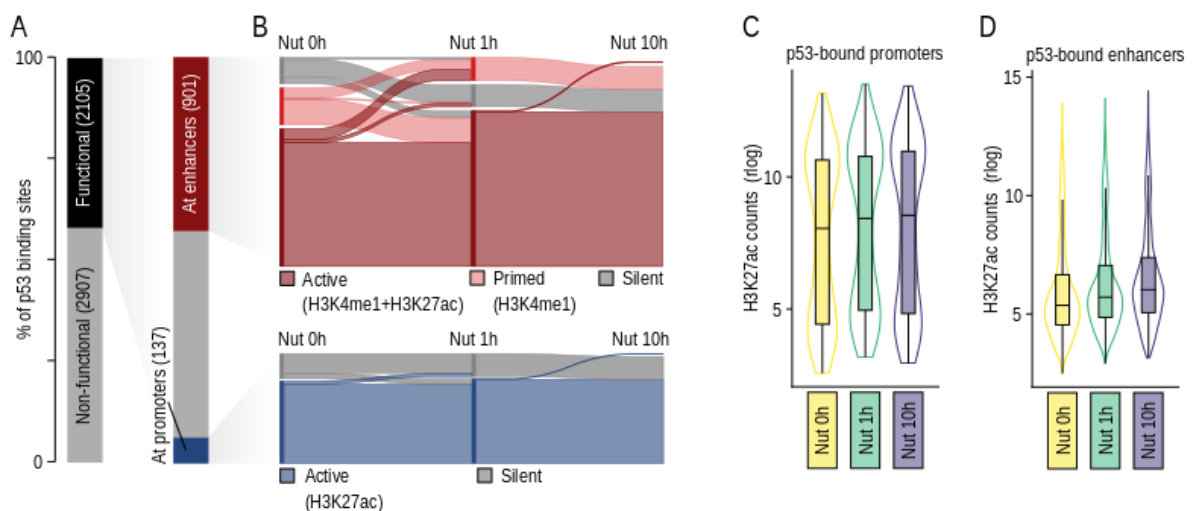 A
B
C
D
% of p53 binding sites
100
0
Functional (2105)
Non-functional (2907)
At enhancers (901)
At promoters (137)
Nut 0h
Nut 1h
Nut 10h
Active
(H3K4me1+H3K27ac)
Primed
(H3K4me1)
Silent
Nut 0h
Nut 1h
Nut 10h
Active
(H3K27ac)
Silent
p53-bound promoters
H3K27ac counts (rlog)
10
5
Nut 0h
Nut 1h
Nut 10h
p53-bound enhancers
H3K27ac counts (rlog)
15
10
5
Nut 0h
Nut 1h
Nut 10h